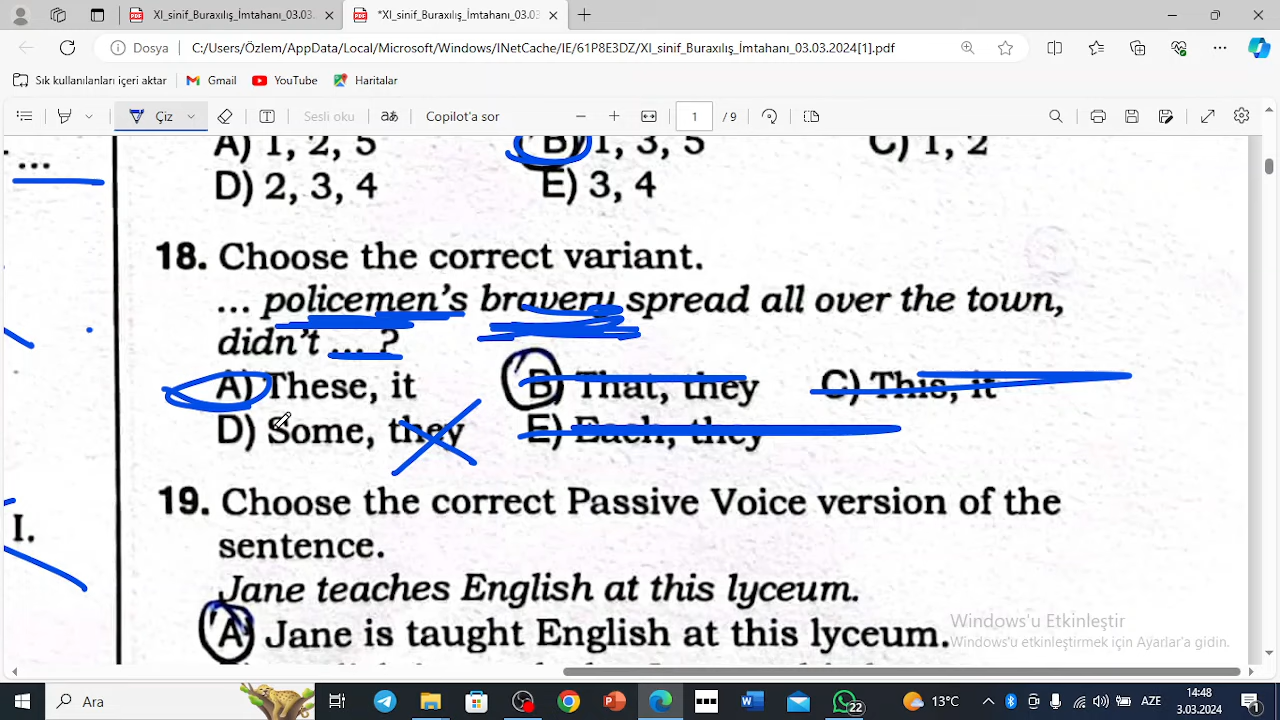 XI_sinif_Buraxılış_İmtahanı_03.03.
*XI_sinif_Buraxılış_İmtahanı_03.03
Dosya
C:/Users/Özlem/AppData/Local/Microsoft/Windows/INetCache/IE/61P8E3DZ/XI_sinif_Buraxılış_İmtahanı_03.03.2024[1].pdf
Sık kullanılanları içeri aktar
Gmail
YouTube
Haritalar
Çiz
Sesli oku
aあ
Copilot'a sor
1 / 9
...
A) 1, 2, 5 B) 1, 3, 5 C) 1, 2
D) 2, 3, 4 E) 3, 4
18. Choose the correct variant.
... policemen's bravery spread all over the town,
didn't ... ?
A) These, it B) That, they C) This, it
D) Some, they E) Each, they
19. Choose the correct Passive Voice version of the
sentence.
I.
Jane teaches English at this lyceum.
A) Jane is taught English at this lyceum.
Windows'u Etkinleştir
Windows'u etkinleştirmek için Ayarlar'a gidin.
Ara
22
13°C
AZE
14:48
3.03.2024
1